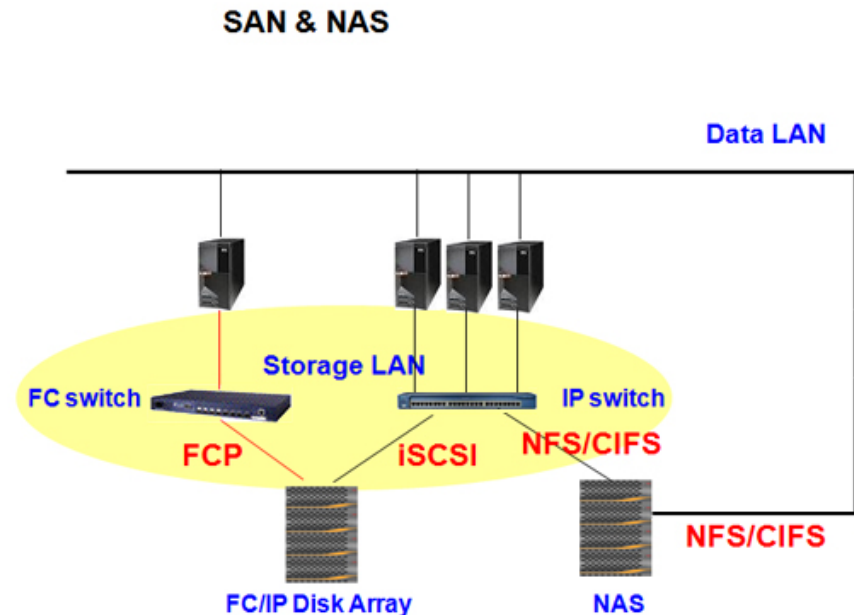 SAN & NAS
Data LAN
Storage LAN
FC switch
IP switch
FCP
iSCSI
NFS/CIFS
NFS/CIFS
FC/IP Disk Array
NAS